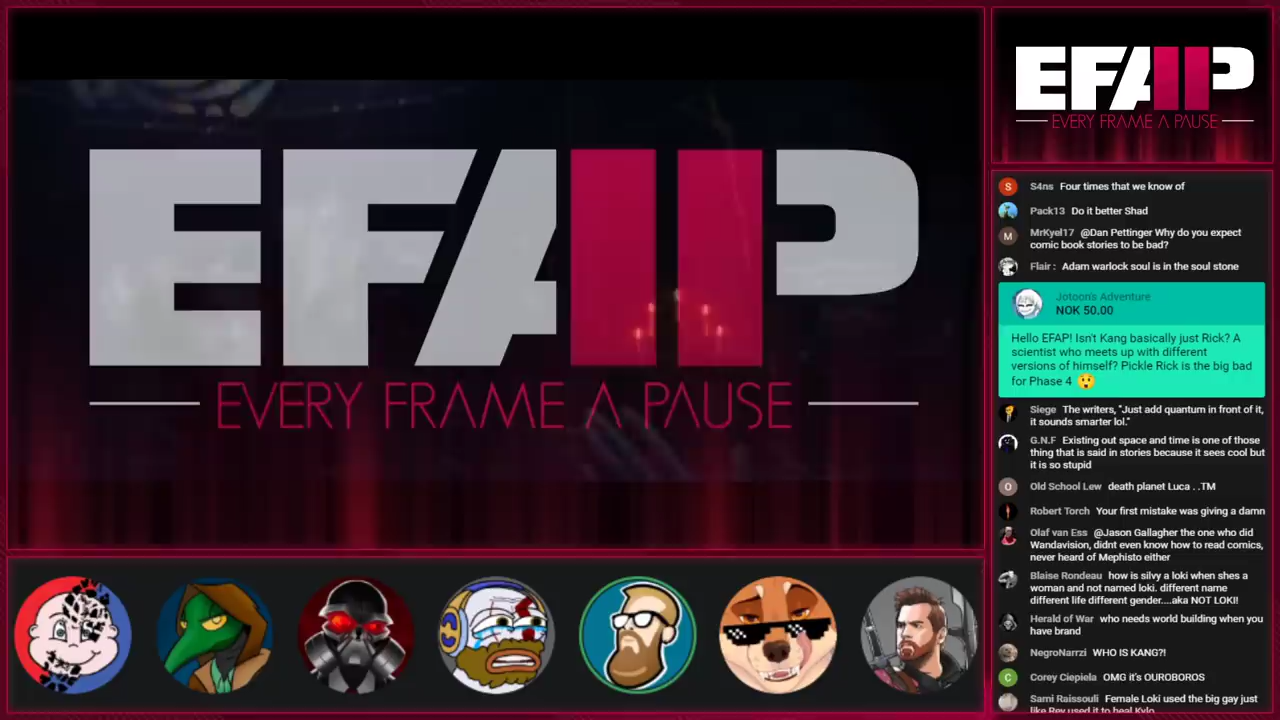 EFAP
EVERY FRAME A PAUSE
EFAP
EVERY FRAME A PAUSE
S S4ns Four times that we know of
Pack13 Do it better Shad
M MrKyel17 @Dan Pettinger Why do you expect
comic book stories to be bad?
Flair : Adam warlock soul is in the soul stone
Jotoon's Adventure
NOK 50.00
Hello EFAP! Isn't Kang basically just Rick? A
scientist who meets up with different
versions of himself? Pickle Rick is the big bad
for Phase 4 😲
Siege The writers, "Just add quantum in front of it,
it sounds smarter lol."
G.N.F Existing out space and time is one of those
thing that is said in stories because it sees cool but
it is so stupid
O Old School Lew death planet Luca . .TM
Robert Torch Your first mistake was giving a damn
Olaf van Ess @Jason Gallagher the one who did
Wandavision, didnt even know how to read comics,
never heard of Mephisto either
Blaise Rondeau how is silvy a loki when shes a
woman and not named loki. different name
different life different gender....aka NOT LOKI!
Herald of War who needs world building when you
have brand
NegroNarrzi WHO IS KANG?!
C Corey Ciepiela OMG it's OUROBOROS
Sami Raissouli Female Loki used the big gay just
like Rey used it to heal Kylo